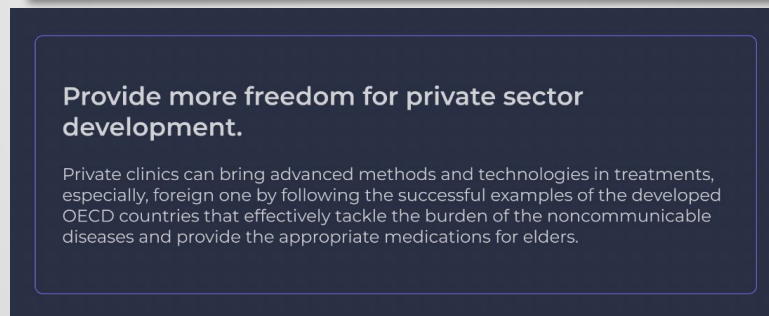 Provide more freedom for private sector
development.
Private clinics can bring advanced methods and technologies in treatments,
especially, foreign one by following the successful examples of the developed
OECD countries that effectively tackle the burden of the noncommunicable
diseases and provide the appropriate medications for elders.